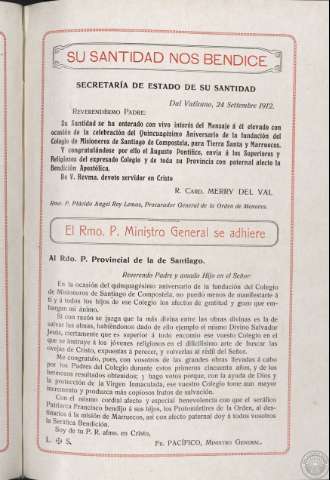 SU SANTIDAD NOS BENDICE
SECRETARÍA DE ESTADO DE SU SANTIDAD
Del Vaticano, 24 Settembre 1912.
REVERENDÍSIMO PADRE:
Su Santidad se ha enterado con vivo interés del Mensaje á él elevado con
ocasión de la celebración del Quincuagésimo Aniversario de la fundación del
Colegio de Misioneros de Santiago de Compostela, para Tierra Santa y Marruecos.
Y congratulándose por ello el Augusto Pontífice, envía á los Superiores y
Religiosos del expresado Colegio y de toda su Provincia con paternal afecto la
Bendición Apostólica.
De V. Revma. devoto servidor en Cristo
R. CARD. MERRY DEL VAL.
Rmo. P. Plácido Angel Rey Lemos, Procurador General de la Orden de Menores.
El Rmo. P. Ministro General se adhiere
Al Rdo. P. Provincial de la de Santiago.
Reverendo Padre y amado Hijo en el Señor
En la ocasión del quinquagésimo aniversario de la fundación del Colegio
de Misioneros de Santiago de Compostela, no puedo menos de manifestarte á
ti y á todos los hijos de ese Colegio los afectos de gratitud y gozo que em-
bargan mi ánimo.
Si con razón se juzga que la más divina entre las obras divinas es la de
salvar las almas, habiéndonos dado de ello ejemplo el mismo Divino Salvador
Jesús, ciertamente que es superior á todo encomio ese vuestro Colegio en el
que se instruye á los jóvenes religiosos en el dificilísimo arte de buscar las
ovejas de Cristo, expuestas á perecer, y volverlas al redil del Señor.
Me congratulo, pues, con vosotros de las grandes obras llevadas á cabo
por los Padres del Colegio durante estos primeros cincuenta años, y de los
hermosos resultados obtenidos; y hago votos porque, con la ayuda de Dios y
la protección de la Virgen Inmaculada, ese vuestro Colegio tome aun mayor
incremento y produzca más copiosos frutos de salvación.
Con el mismo cordial afecto y especial benevolencia con que el seráfico
Patriarca Francisco bendijo á sus hijos, los Protomártires de la Orden, al des-
tinarlos á la misión de Marruecos, así con afecto paternal doy á todos vosotros
la Seráfica Bendición.
Soy de tu P. R. afmo. en Cristo,
L. ✠ S. FR. PACÍFICO, MINISTRO GENERAL.